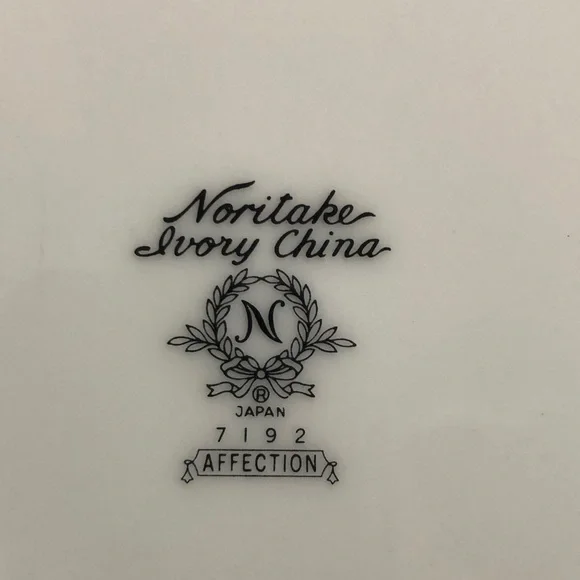 Noritake
Ivory China
N
®
JAPAN
7192
AFFECTION